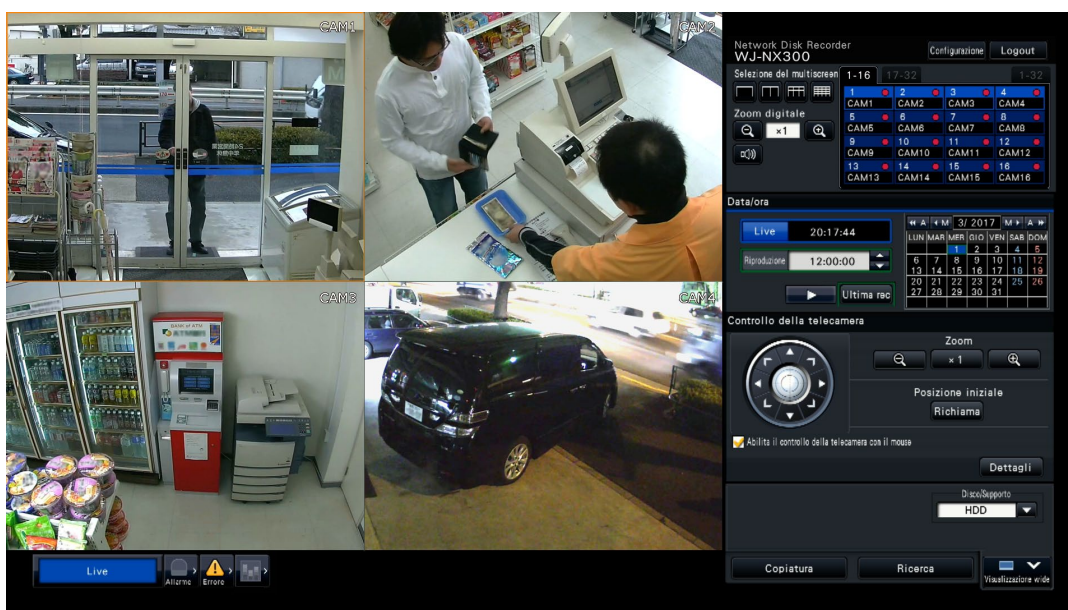 CAM1
CAM2
CAM3
CAM4
BANK of ATM
Network Disk Recorder
WJ-NX300
Configurazione
Logout
Selezione del multiscreen
1-16
17-32
1-32
1 2 3 4
CAM1 CAM2 CAM3 CAM4
5 6 7 8
CAM5 CAM6 CAM7 CAM8
9 10 11 12
CAM9 CAM10 CAM11 CAM12
13 14 15 16
CAM13 CAM14 CAM15 CAM16
Zoom digitale
×1
Data/ora
Live
20:17:44
Riproduzione
12:00:00
Ultima rec
A M 3/ 2017 M A
LUN MAR MER GIO VEN SAB DOM
1 2 3 4 5
6 7 8 9 10 11 12
13 14 15 16 17 18 19
20 21 22 23 24 25 26
27 28 29 30 31
Controllo della telecamera
Zoom
×1
Posizione iniziale
Richiama
Abilita il controllo della telecamera con il mouse
Dettagli
Disco/Supporto
HDD
Live
Allarme
Errore
Copiatura
Ricerca
Visualizzazione wide